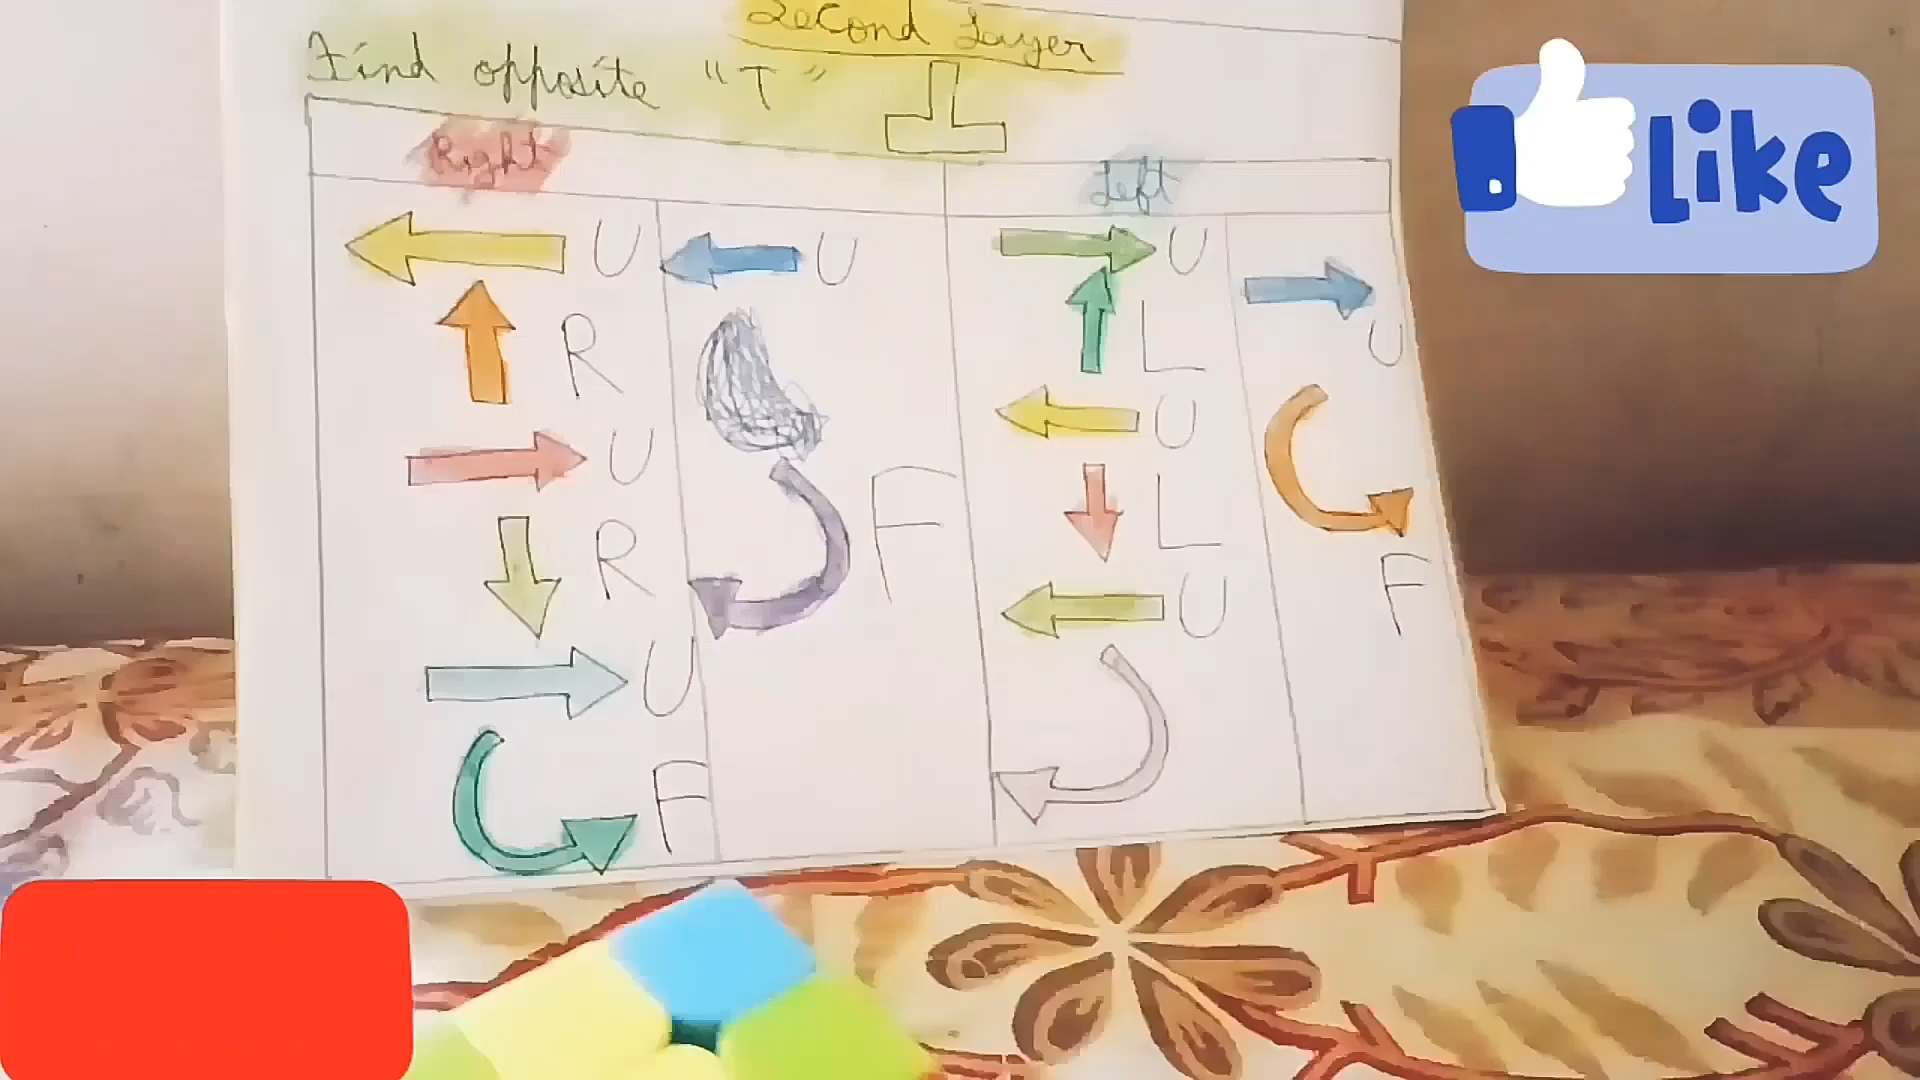 Second Layer
Find opposite "T"
Right
Left
U
R
U
R
U
F
U
F
U
L
U
L
U
U
F
Like